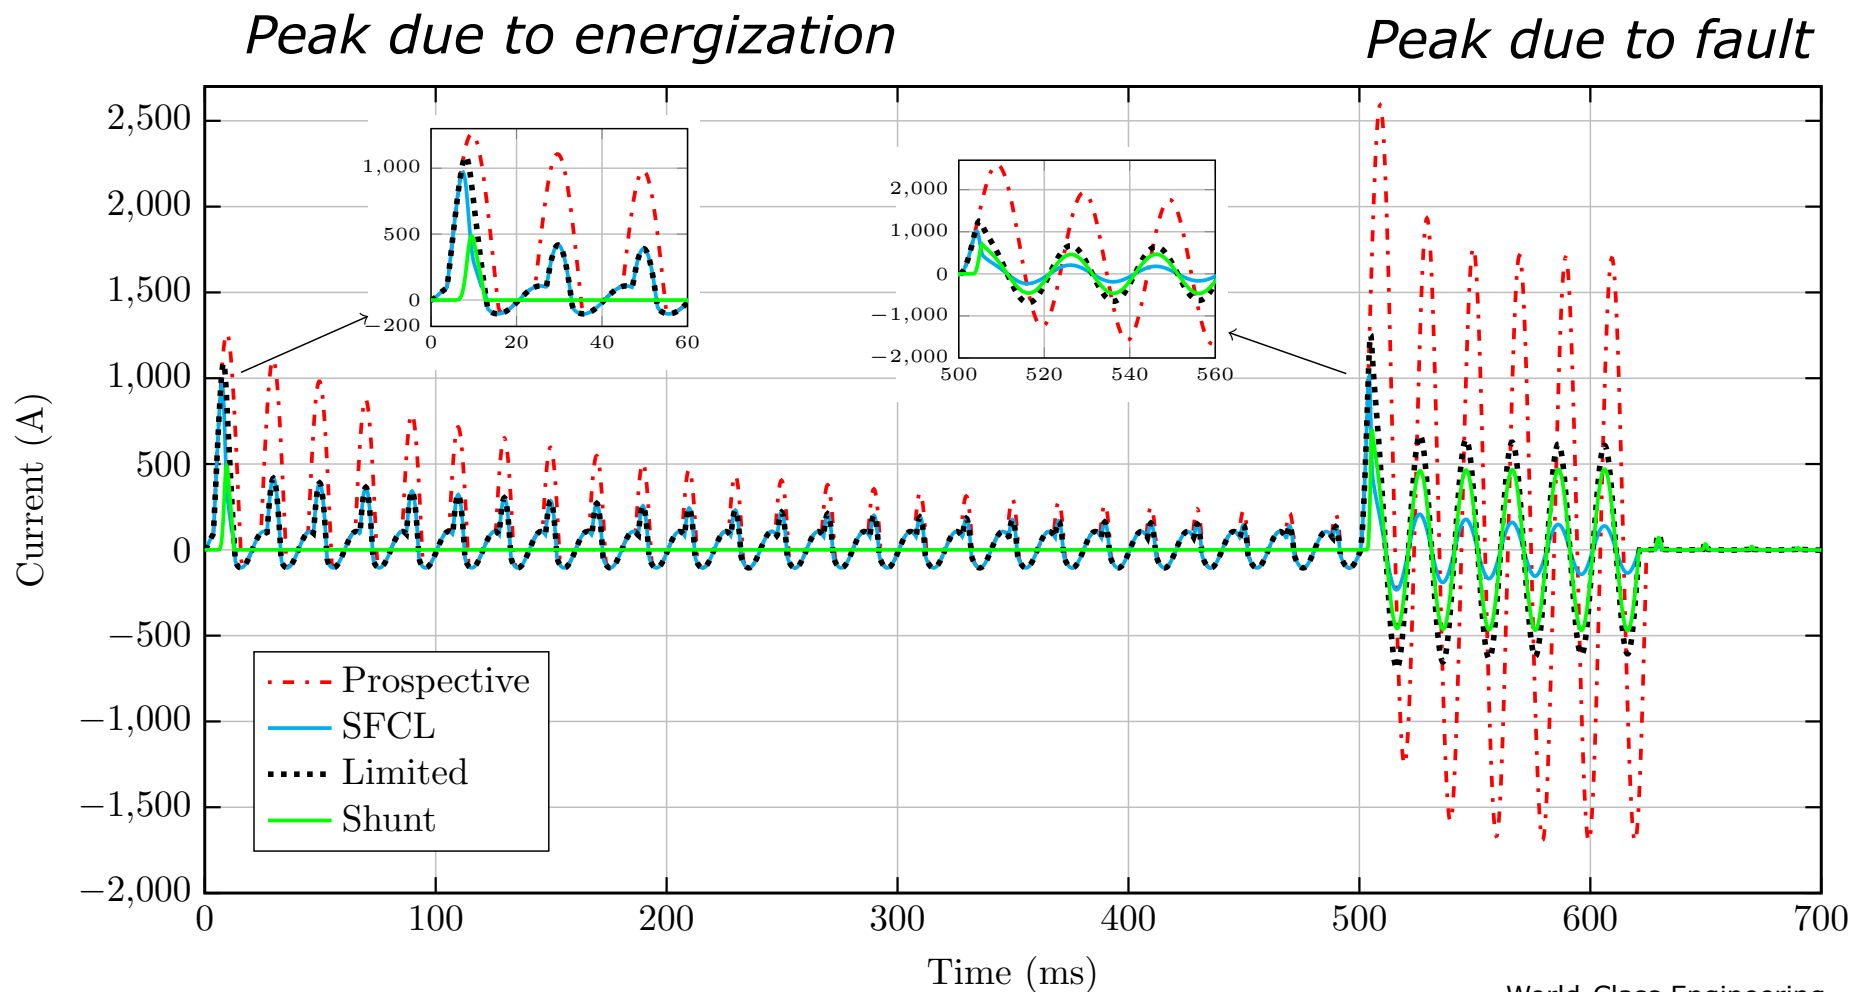 Peak due to energization
Peak due to fault
2,500
2,000
1,500
1,000
500
0
−500
−1,000
−1,500
−2,000
Current (A)
1,000
500
0
−200
0 20 40 60
2,000
1,000
0
−1,000
−2,000
500 520 540 560
Prospective
SFCL
Limited
Shunt
0 100 200 300 400 500 600 700
Time (ms)
World-Class Engineering